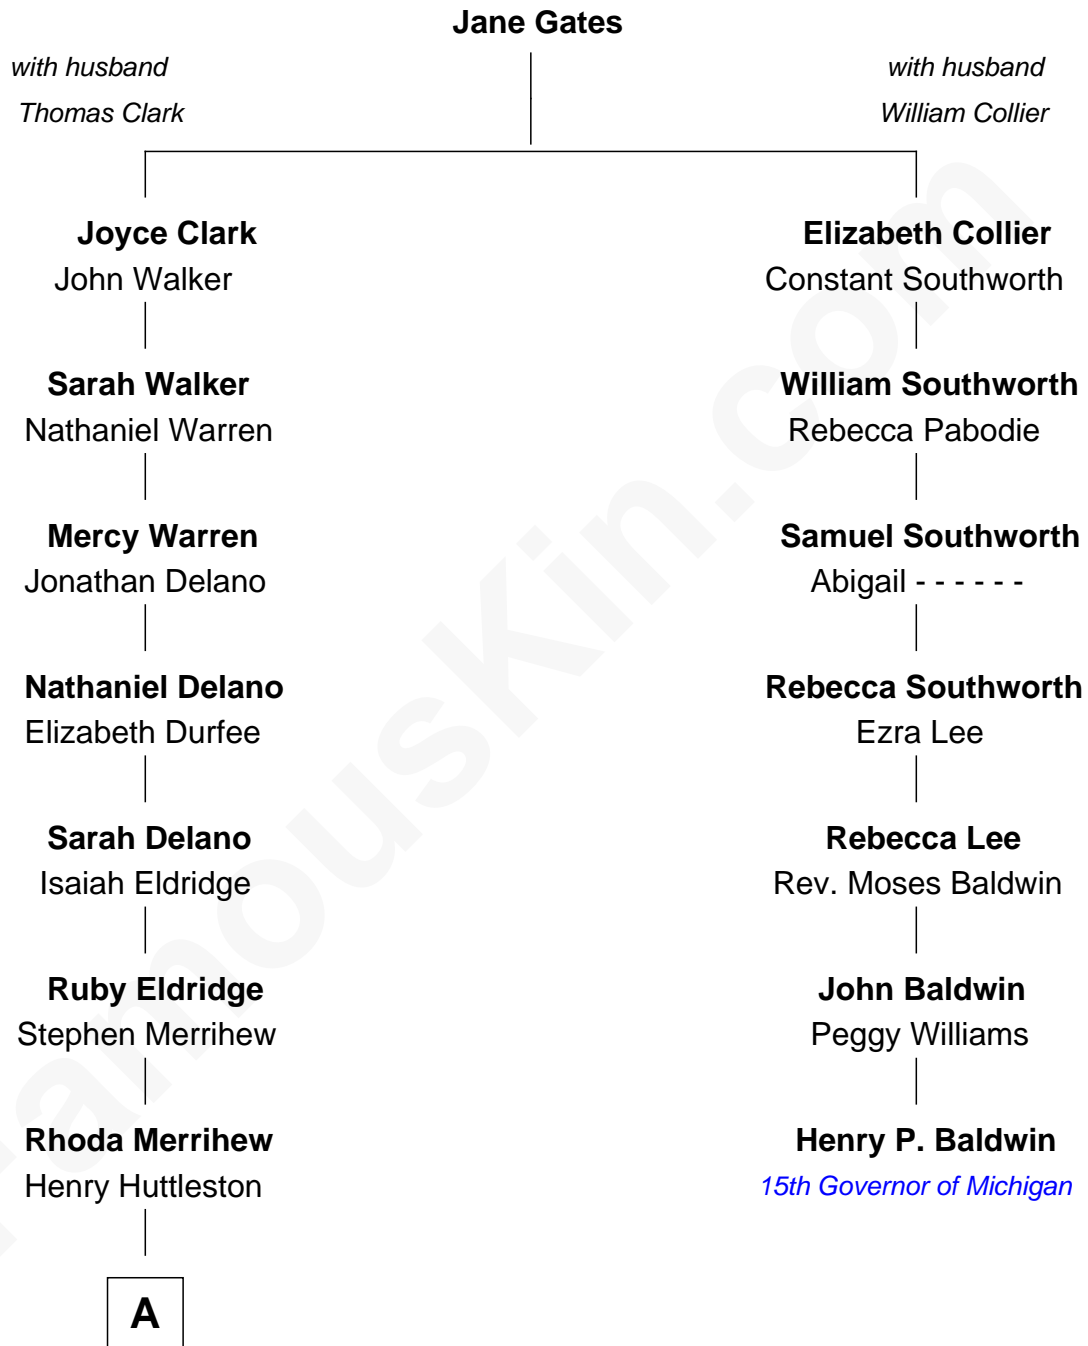 Jane Gates
with husband
Thomas Clark
with husband
William Collier
Joyce Clark
John Walker
Sarah Walker
Nathaniel Warren
Mercy Warren
Jonathan Delano
Nathaniel Delano
Elizabeth Durfee
Sarah Delano
Isaiah Eldridge
Ruby Eldridge
Stephen Merrihew
Rhoda Merrihew
Henry Huttleston
A
Elizabeth Collier
Constant Southworth
William Southworth
Rebecca Pabodie
Samuel Southworth
Abigail - - - - - -
Rebecca Southworth
Ezra Lee
Rebecca Lee
Rev. Moses Baldwin
John Baldwin
Peggy Williams
Henry P. Baldwin
15th Governor of Michigan
FamousKin.com